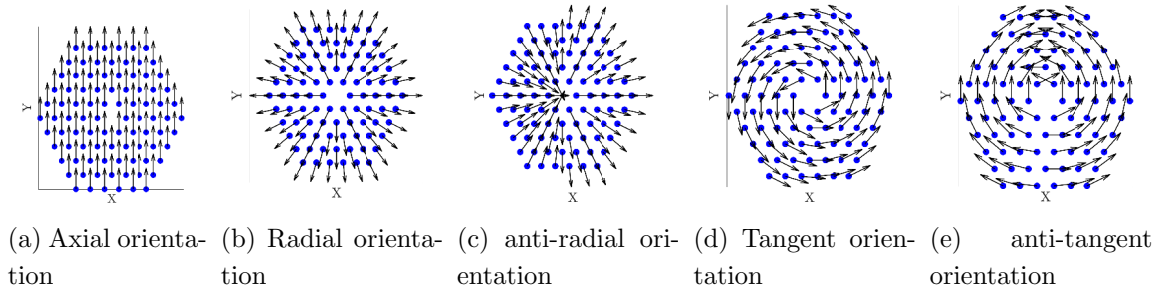 Y
X
Y
X
Y
X
Y
X
Y
X
(a) Axial orienta-
tion
(b) Radial orienta-
tion
(c) anti-radial ori-
entation
(d) Tangent orien-
tation
(e) anti-tangent
orientation